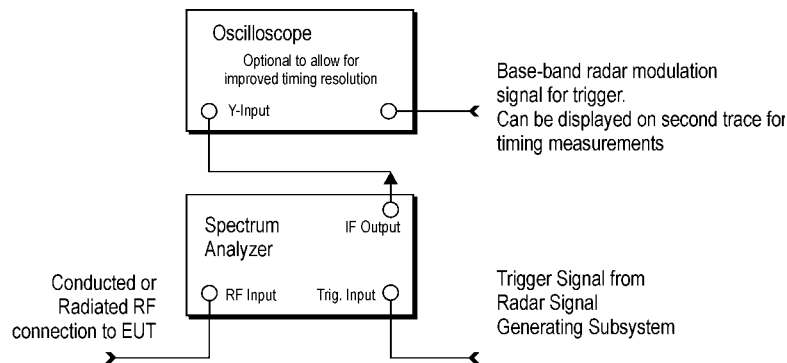 Oscilloscope
Optional to allow for
improved timing resolution
Y-Input
Base-band radar modulation
signal for trigger.
Can be displayed on second trace for
timing measurements
Spectrum
Analyzer
IF Output
RF Input
Trig. Input
Conducted or
Radiated RF
connection to EUT
Trigger Signal from
Radar Signal
Generating Subsystem